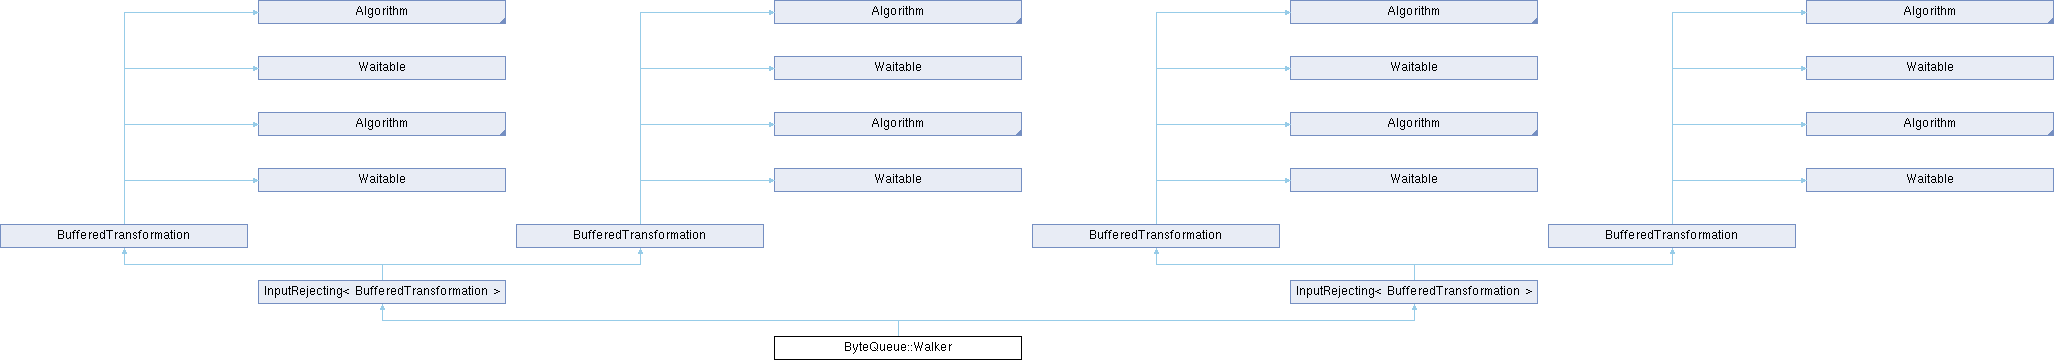 Algorithm Algorithm Algorithm Algorithm
Waitable Waitable Waitable Waitable
Algorithm Algorithm Algorithm Algorithm
Waitable Waitable Waitable Waitable
BufferedTransformation BufferedTransformation BufferedTransformation BufferedTransformation
InputRejecting< BufferedTransformation > InputRejecting< BufferedTransformation >
ByteQueue::Walker